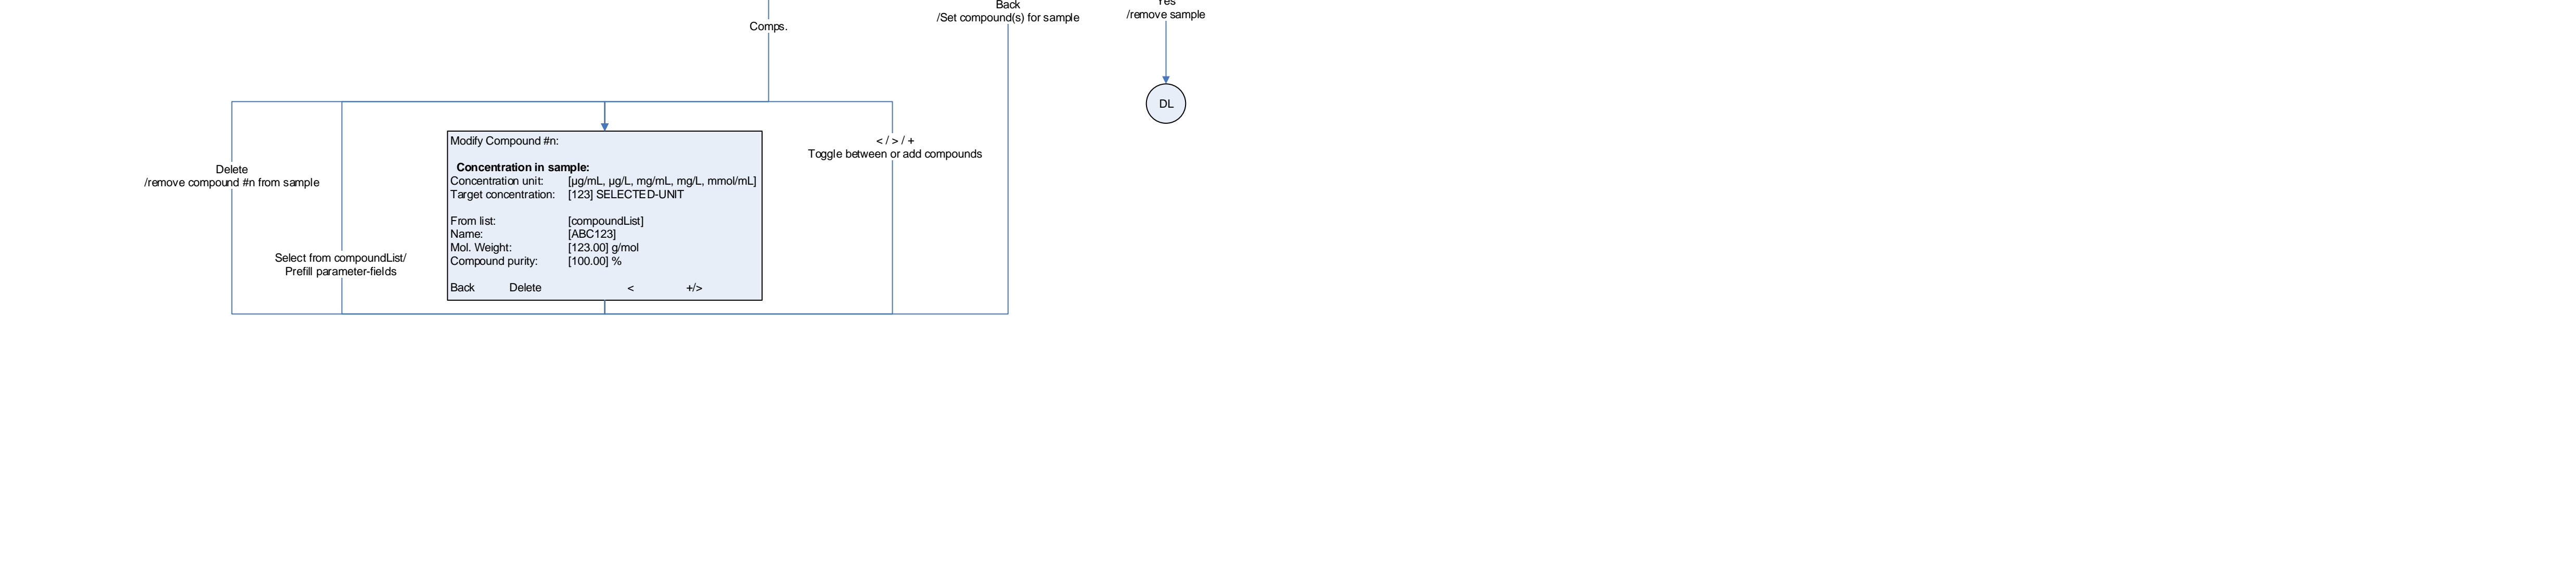 Back
/Set compound(s) for sample
Yes
/remove sample
Comps.
DL
Delete
/remove compound #n from sample
Select from compoundList/
Prefill parameter-fields
Modify Compound #n:
Concentration in sample:
Concentration unit: [µg/mL, µg/L, mg/mL, mg/L, mmol/mL]
Target concentration: [123] SELECTED-UNIT
From list: [compoundList]
Name: [ABC123]
Mol. Weight: [123.00] g/mol
Compound purity: [100.00] %
Back Delete < +/>
< / > / +
Toggle between or add compounds